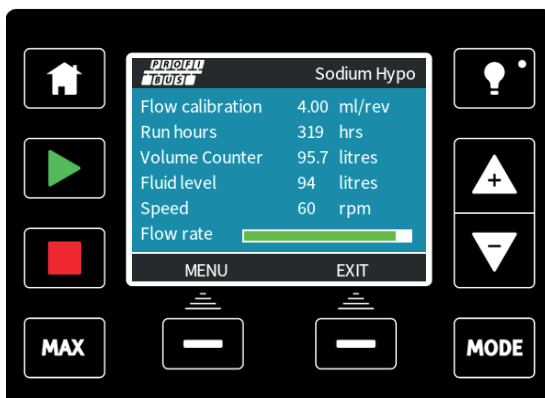 PROFI
BUS
Sodium Hypo
Flow calibration 4.00 ml/rev
Run hours 319 hrs
Volume Counter 95.7 litres
Fluid level 94 litres
Speed 60 rpm
Flow rate
MENU EXIT
+
-
MAX
MODE